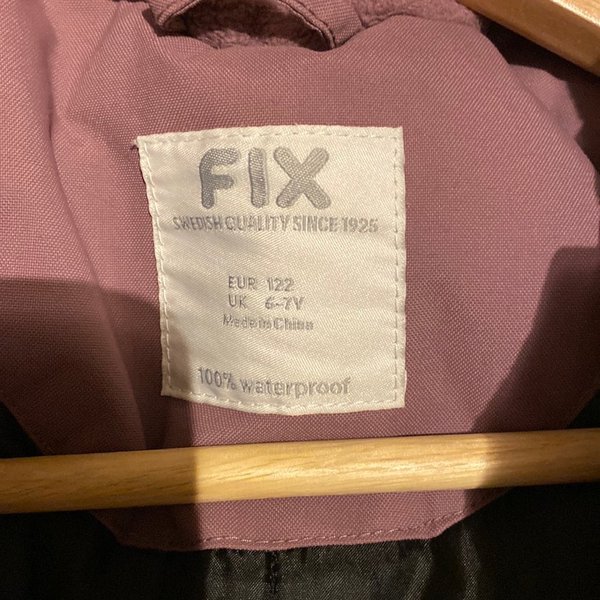 FIX
SWEDISH QUALITY SINCE 1925
EUR 122
UK 6-7Y
Made in China
100% waterproof